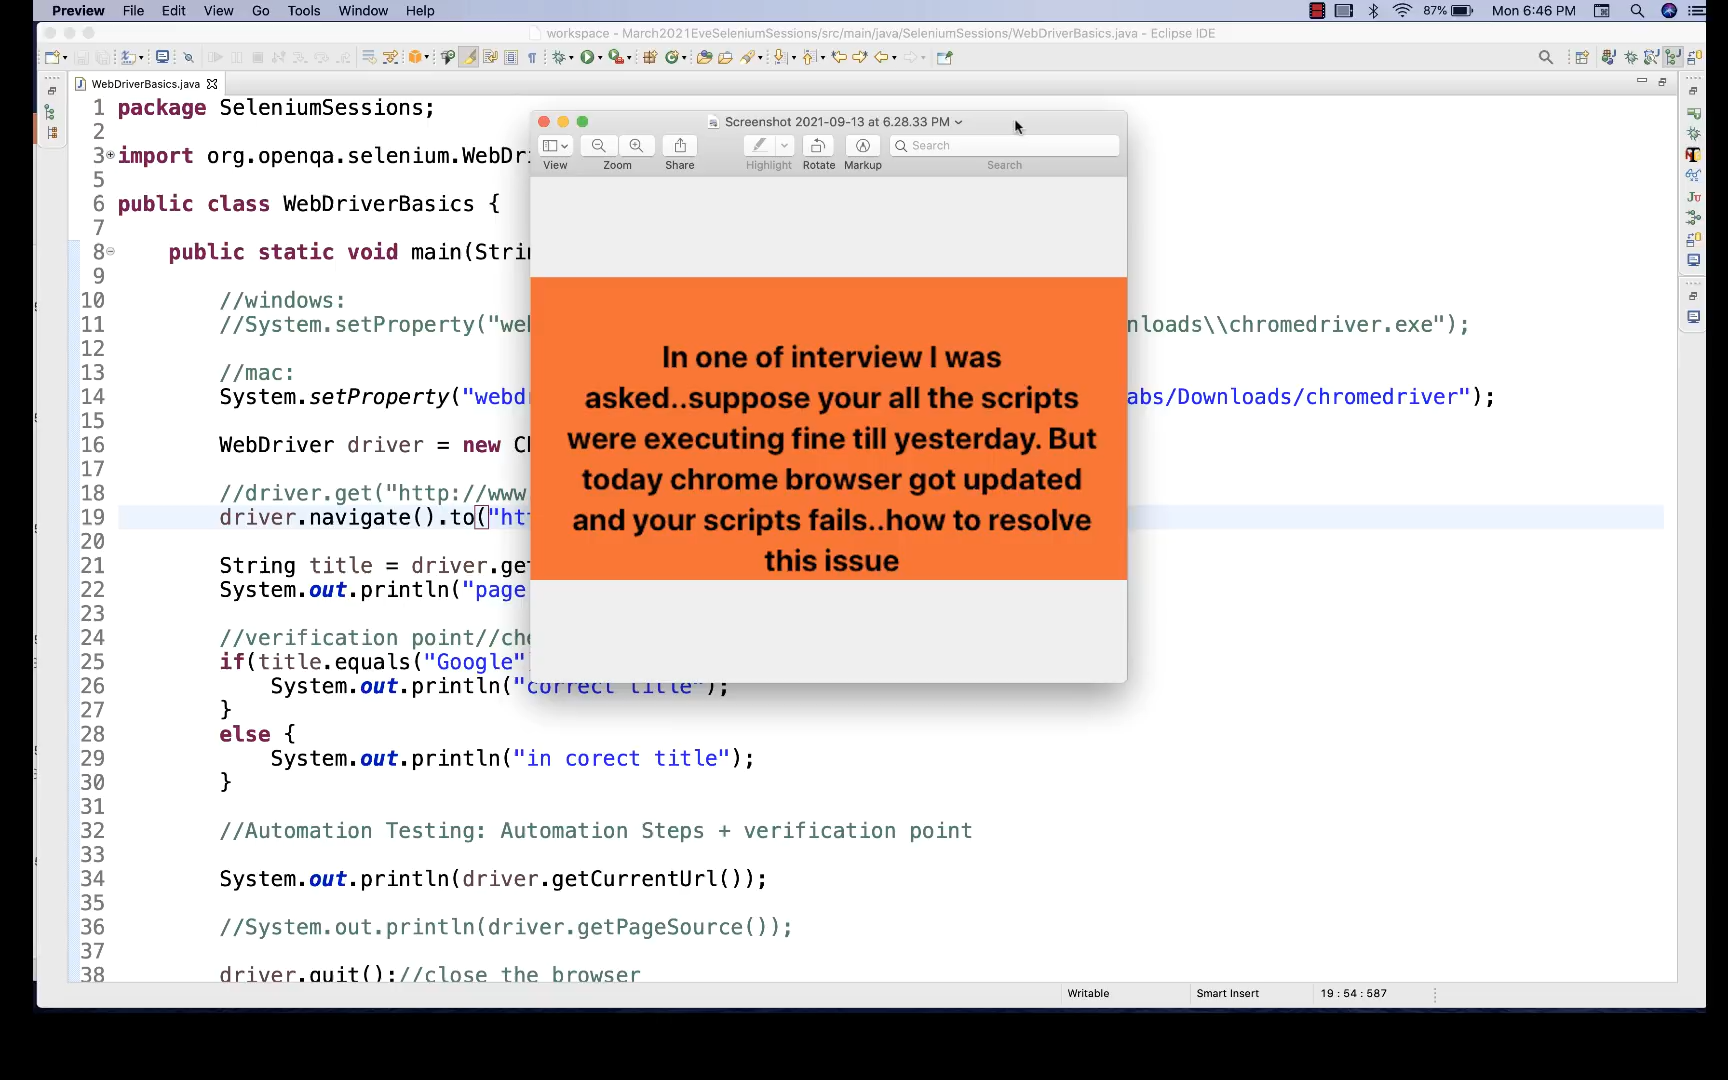 Preview File Edit View Go Tools Window Help 87% Mon 6:46 PM
workspace - March2021EveSeleniumSessions/src/main/java/SeleniumSessions/WebDriverBasics.java - Eclipse IDE
WebDriverBasics.java
1 package SeleniumSessions;
2
3 import org.openqa.selenium.WebDr
5
6 public class WebDriverBasics {
7
8 public static void main(Stri
9
10 //windows:
11 //System.setProperty("we nloads\\chromedriver.exe");
12
13 //mac:
14 System.setProperty("webd abs/Downloads/chromedriver");
15
16 WebDriver driver = new C
17
18 //driver.get("http://www
19 driver.navigate().to("ht
20
21 String title = driver.ge
22 System.out.println("page
23
24 //verification point//ch
25 if(title.equals("Google"
26 System.out.println("correct title");
27 }
28 else {
29 System.out.println("in corect title");
30 }
31
32 //Automation Testing: Automation Steps + verification point
33
34 System.out.println(driver.getCurrentUrl());
35
36 //System.out.println(driver.getPageSource());
37
38 driver.quit();//close the browser
Screenshot 2021-09-13 at 6.28.33 PM
Search
View Zoom Share Highlight Rotate Markup Search
In one of interview I was
asked..suppose your all the scripts
were executing fine till yesterday. But
today chrome browser got updated
and your scripts fails..how to resolve
this issue
Writable Smart Insert 19 : 54 : 587